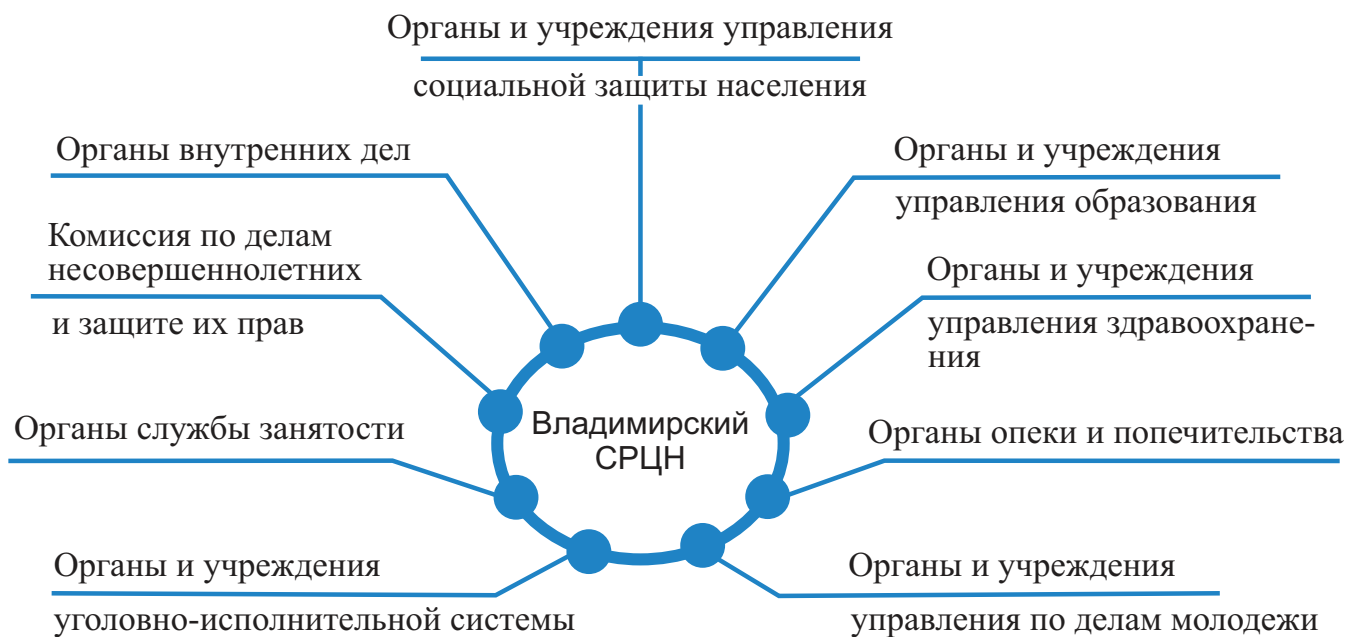 Органы и учреждения управления
социальной защиты населения
Органы внутренних дел
Органы и учреждения
управления образования
Комиссия по делам
несовершеннолетних
и защите их прав
Органы и учреждения
управления здравоохране-
ния
Органы службы занятости
Владимирский
СРЦН
Органы опеки и попечительства
Органы и учреждения
уголовно-исполнительной системы
Органы и учреждения
управления по делам молодежи